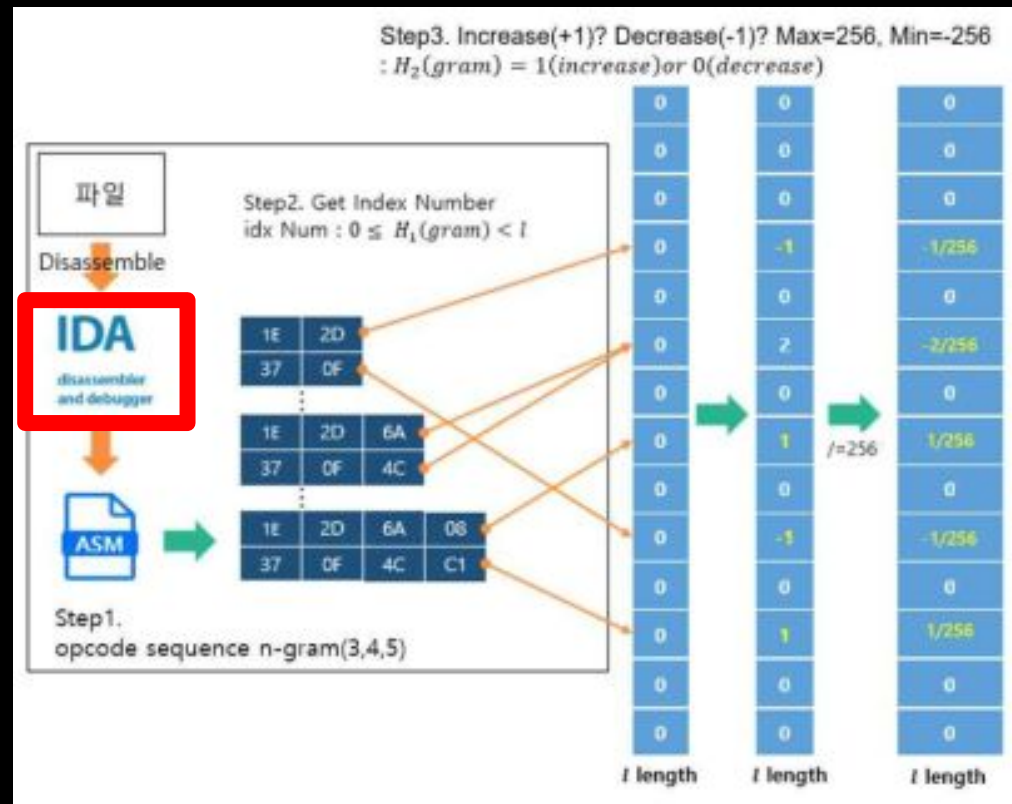 Step3. Increase(+1)? Decrease(-1)? Max=256, Min=-256
: H₂(gram) = 1(increase)or 0(decrease)
파일
Disassemble
IDA
disassembler
and debugger
ASM
Step1.
opcode sequence n-gram(3,4,5)
Step2. Get Index Number
idx Num : 0 ≤ H₁(gram) < l
1E 2D
37 0F
1E 2D 6A
37 0F 4C
1E 2D 6A 08
37 0F 4C C1
0 0 0
0 0 0
0 0 0
0 -1 -1/256
0 0 0
0 2 -2/256
0 0 0
0 1 1/256
/=256
0 0 0
0 -1 -1/256
0 0 0
0 1 1/256
0 0 0
0 0 0
l length l length l length